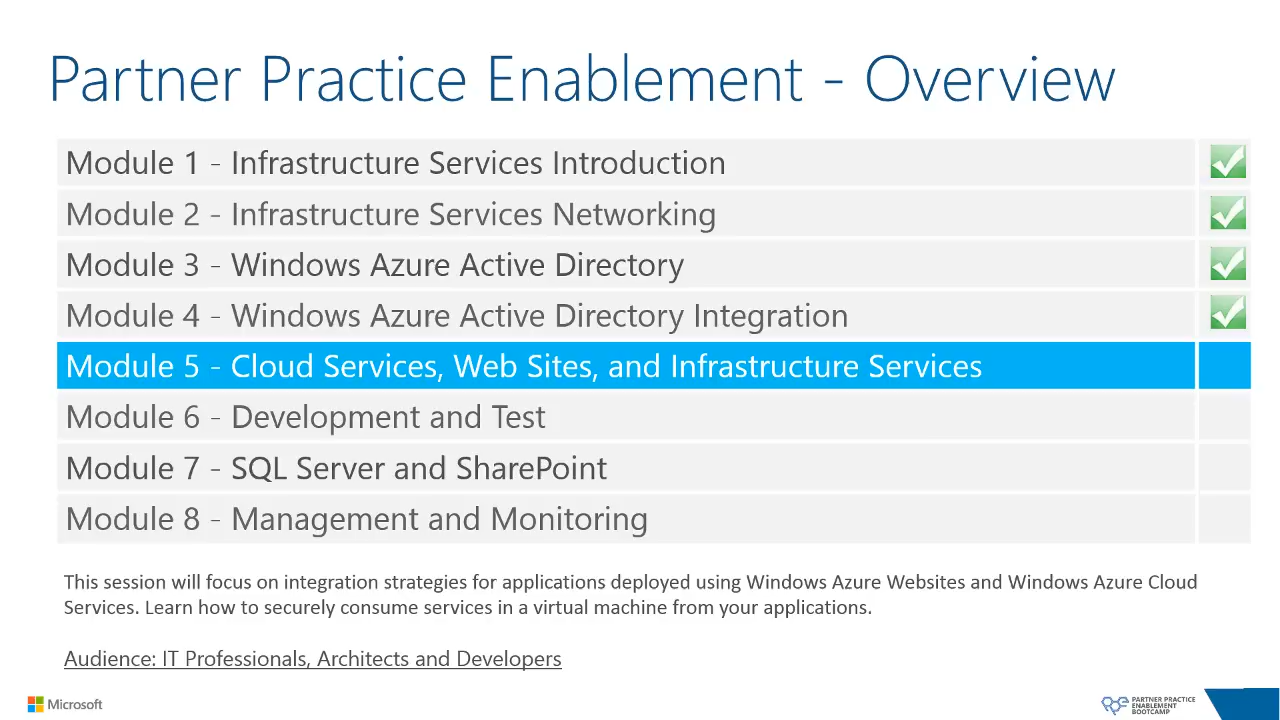 Partner Practice Enablement - Overview
Module 1 - Infrastructure Services Introduction
Module 2 - Infrastructure Services Networking
Module 3 - Windows Azure Active Directory
Module 4 - Windows Azure Active Directory Integration
Module 5 - Cloud Services, Web Sites, and Infrastructure Services
Module 6 - Development and Test
Module 7 - SQL Server and SharePoint
Module 8 - Management and Monitoring
This session will focus on integration strategies for applications deployed using Windows Azure Websites and Windows Azure Cloud
Services. Learn how to securely consume services in a virtual machine from your applications.
Audience: IT Professionals, Architects and Developers
Microsoft
PARTNER PRACTICE
ENABLEMENT
BOOTCAMP